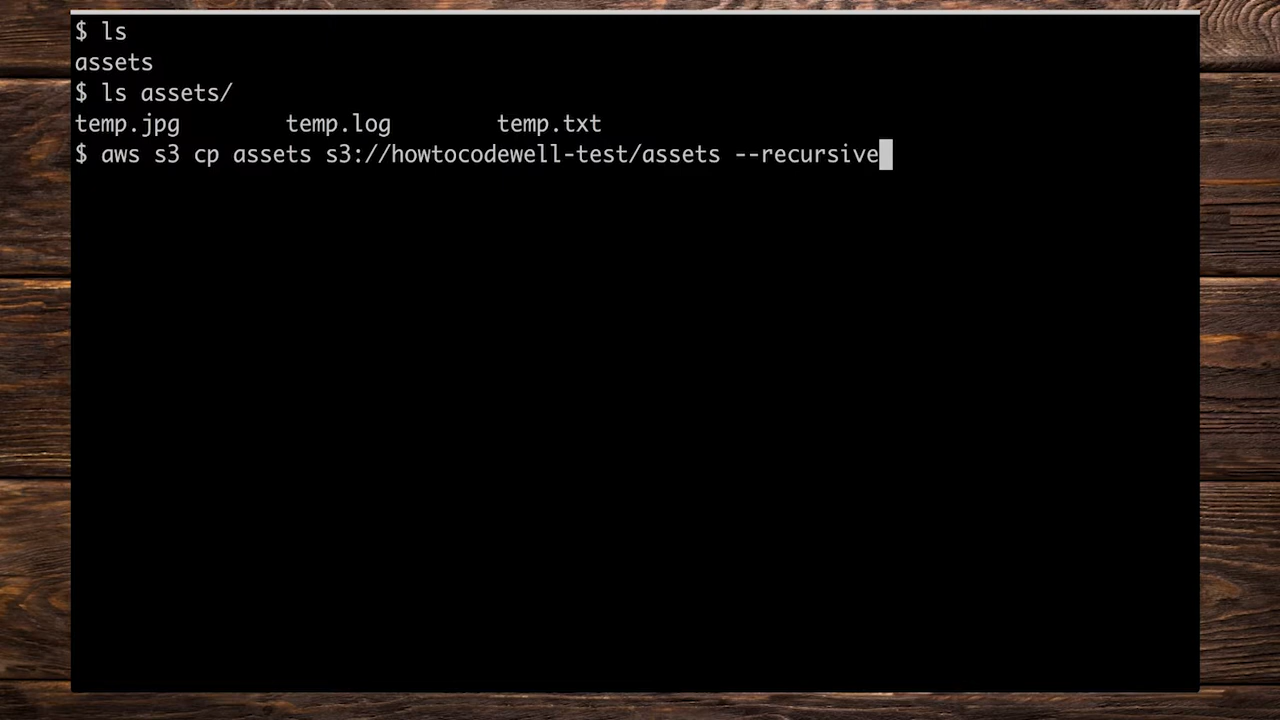 $ ls
assets
$ ls assets/
temp.jpg temp.log temp.txt
$ aws s3 cp assets s3://howtocodewell-test/assets --recursive